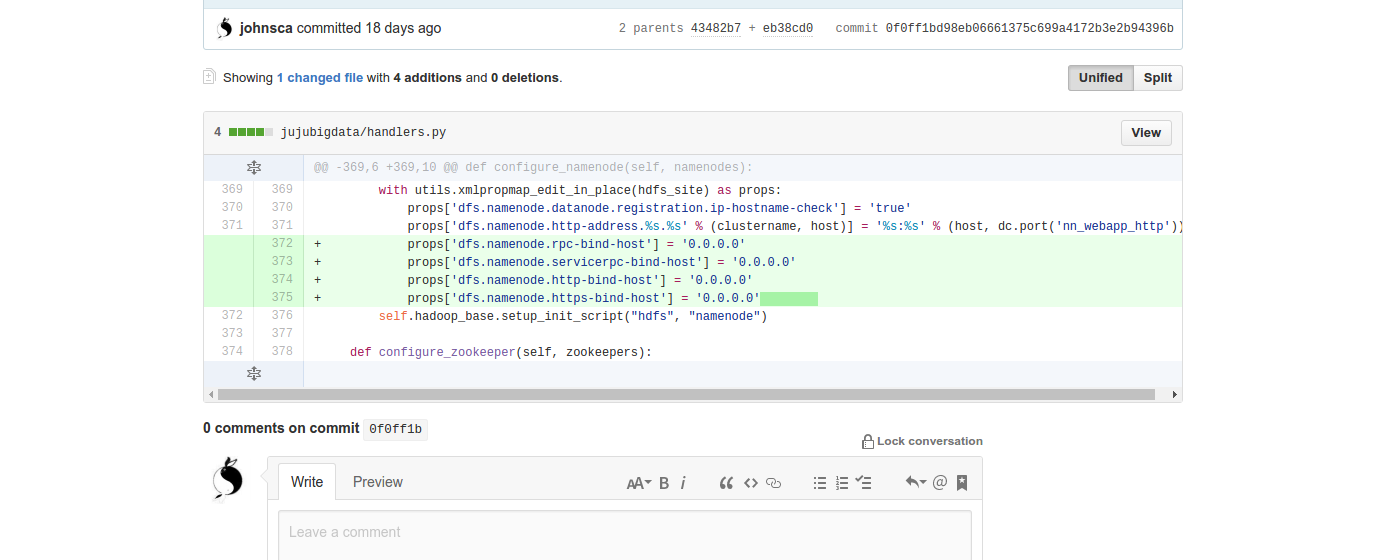 johnsca committed 18 days ago 2 parents 43482b7 + eb38cd0 commit 0f0ff1bd98eb06661375c699a4172b3e2b94396b
Showing 1 changed file with 4 additions and 0 deletions. Unified Split
4 jujubigdata/handlers.py View
@@ -369,6 +369,10 @@ def configure_namenode(self, namenodes):
369 369 with utils.xmlpropmap_edit_in_place(hdfs_site) as props:
370 370 props['dfs.namenode.datanode.registration.ip-hostname-check'] = 'true'
371 371 props['dfs.namenode.http-address.%s.%s' % (clustername, host)] = '%s:%s' % (host, dc.port('nn_webapp_http'))
372 + props['dfs.namenode.rpc-bind-host'] = '0.0.0.0'
373 + props['dfs.namenode.servicerpc-bind-host'] = '0.0.0.0'
374 + props['dfs.namenode.http-bind-host'] = '0.0.0.0'
375 + props['dfs.namenode.https-bind-host'] = '0.0.0.0'
372 376 self.hadoop_base.setup_init_script("hdfs", "namenode")
373 377
374 378 def configure_zookeeper(self, zookeepers):
0 comments on commit 0f0ff1b
Lock conversation
Write Preview AA B i
Leave a comment